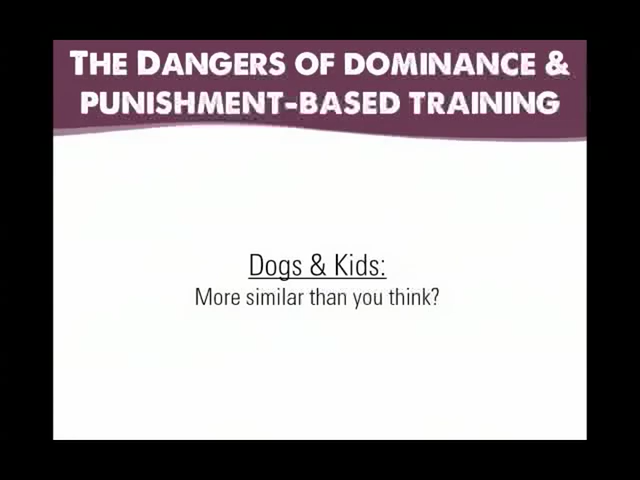 THE DANGERS OF DOMINANCE &
PUNISHMENT-BASED TRAINING
Dogs & Kids:
More similar than you think?